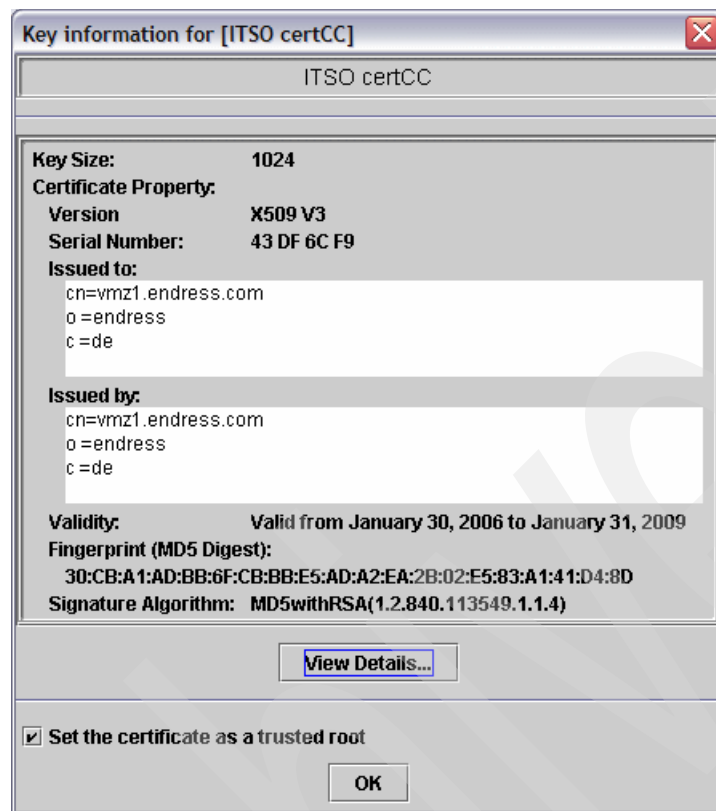 Key information for [ITSO certCC]
ITSO certCC
Key Size: 1024
Certificate Property:
Version X509 V3
Serial Number: 43 DF 6C F9
Issued to:
cn=vmz1.endress.com
o =endress
c =de
Issued by:
cn=vmz1.endress.com
o =endress
c =de
Validity: Valid from January 30, 2006 to January 31, 2009
Fingerprint (MD5 Digest):
30:CB:A1:AD:BB:6F:CB:BB:E5:AD:A2:EA:2B:02:E5:83:A1:41:D4:8D
Signature Algorithm: MD5withRSA(1.2.840.113549.1.1.4)
View Details...
Set the certificate as a trusted root
OK